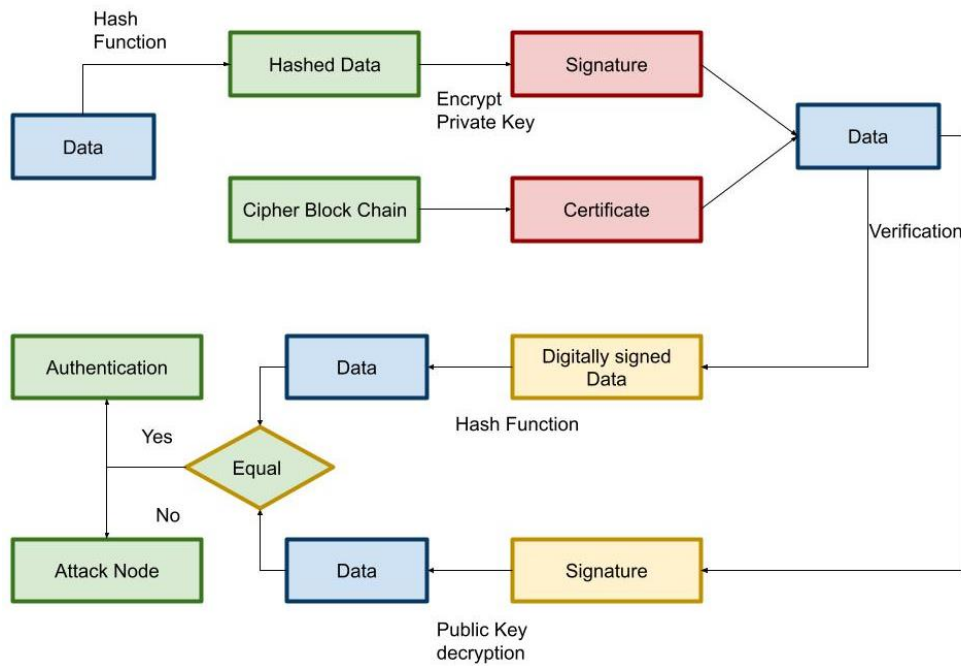 Hash
Function
Hashed Data
Signature
Encrypt
Private Key
Data
Data
Cipher Block Chain
Certificate
Verification
Authentication
Data
Digitally signed
Data
Hash Function
Yes
Equal
No
Attack Node
Data
Signature
Public Key
decryption